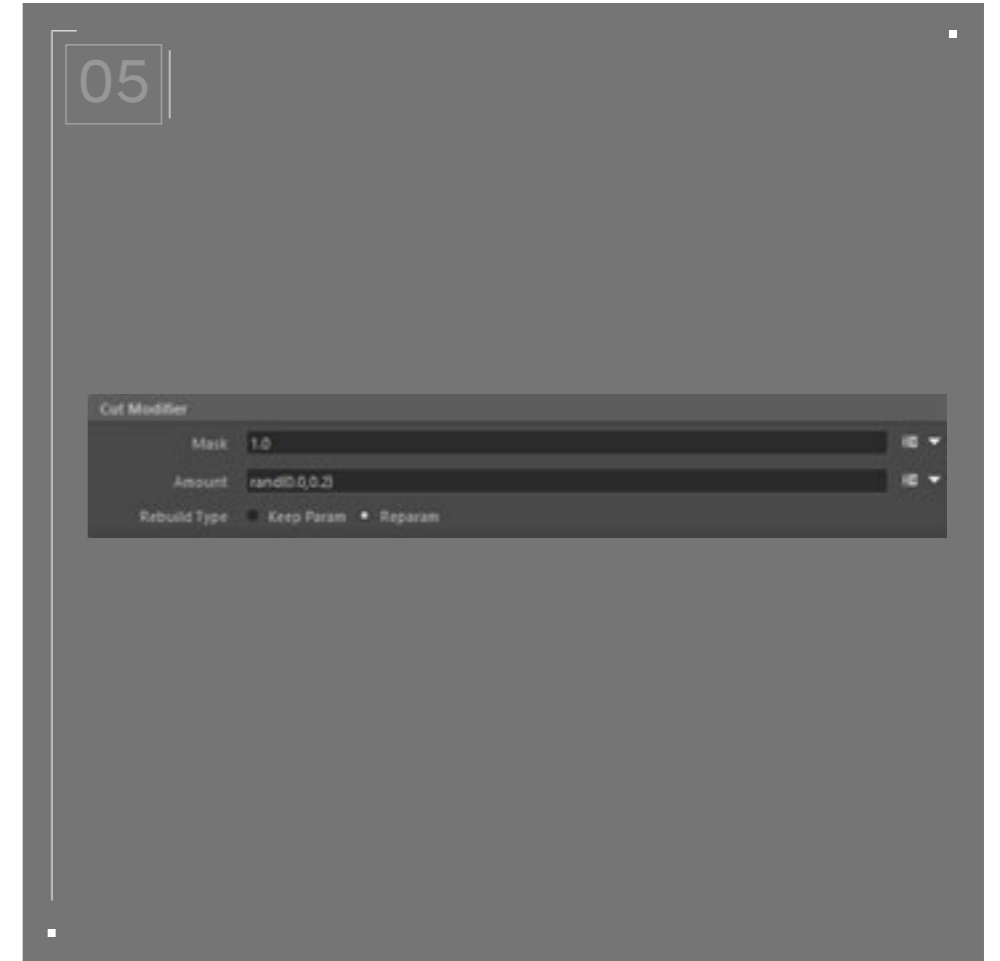 05
Cut Modifier
Mask 1.0
Amount rand(0.0,0.2)
Rebuild Type Keep Param Reparam